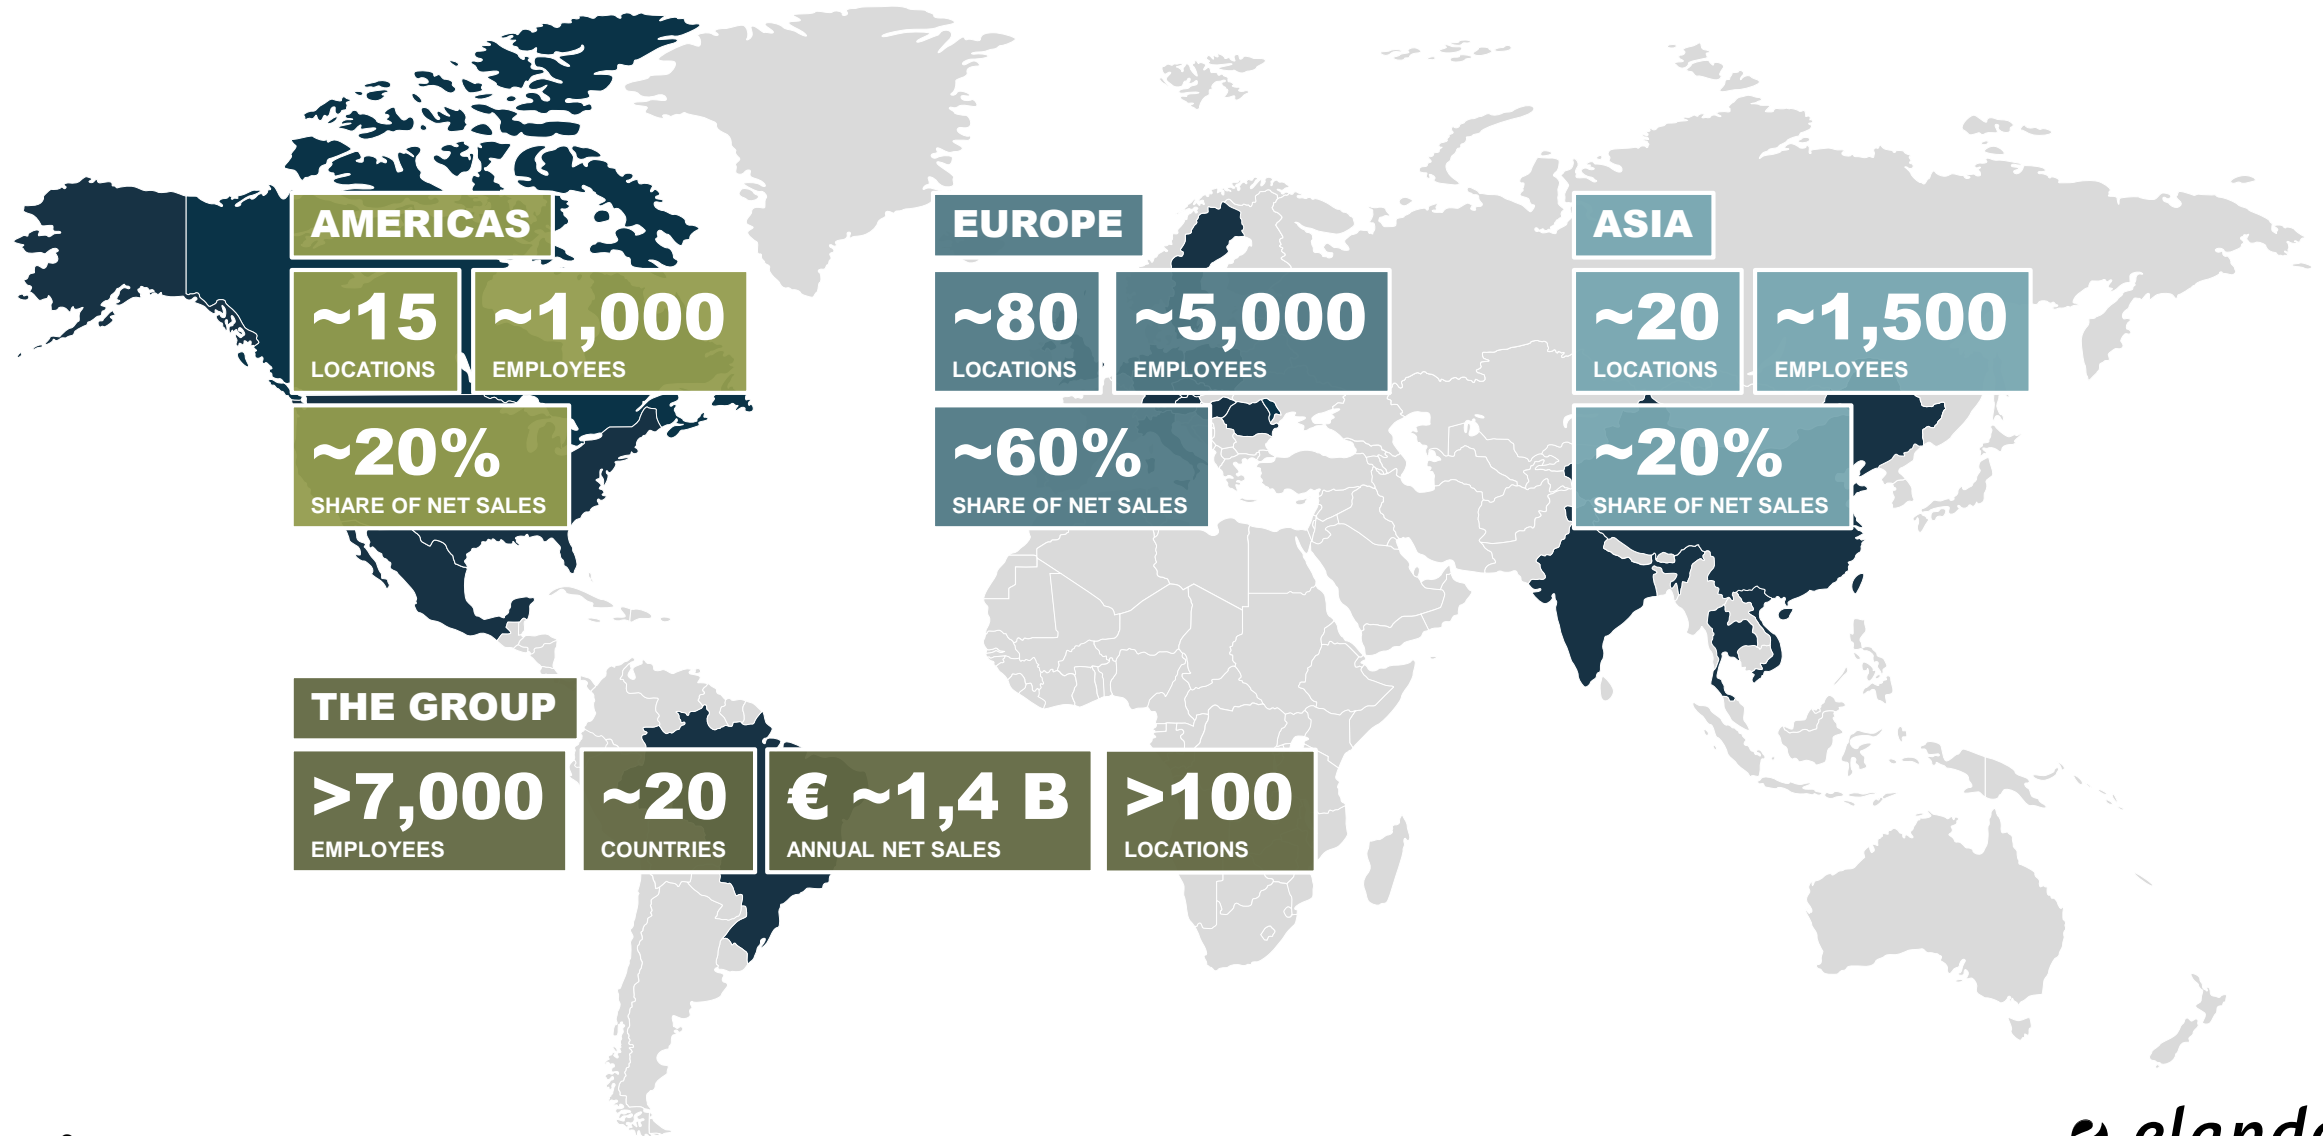 AMERICAS
~15
LOCATIONS
~1,000
EMPLOYEES
~20%
SHARE OF NET SALES
EUROPE
~80
LOCATIONS
~5,000
EMPLOYEES
~60%
SHARE OF NET SALES
ASIA
~20
LOCATIONS
~1,500
EMPLOYEES
~20%
SHARE OF NET SALES
THE GROUP
>7,000
EMPLOYEES
~20
COUNTRIES
€ ~1,4 B
ANNUAL NET SALES
>100
LOCATIONS